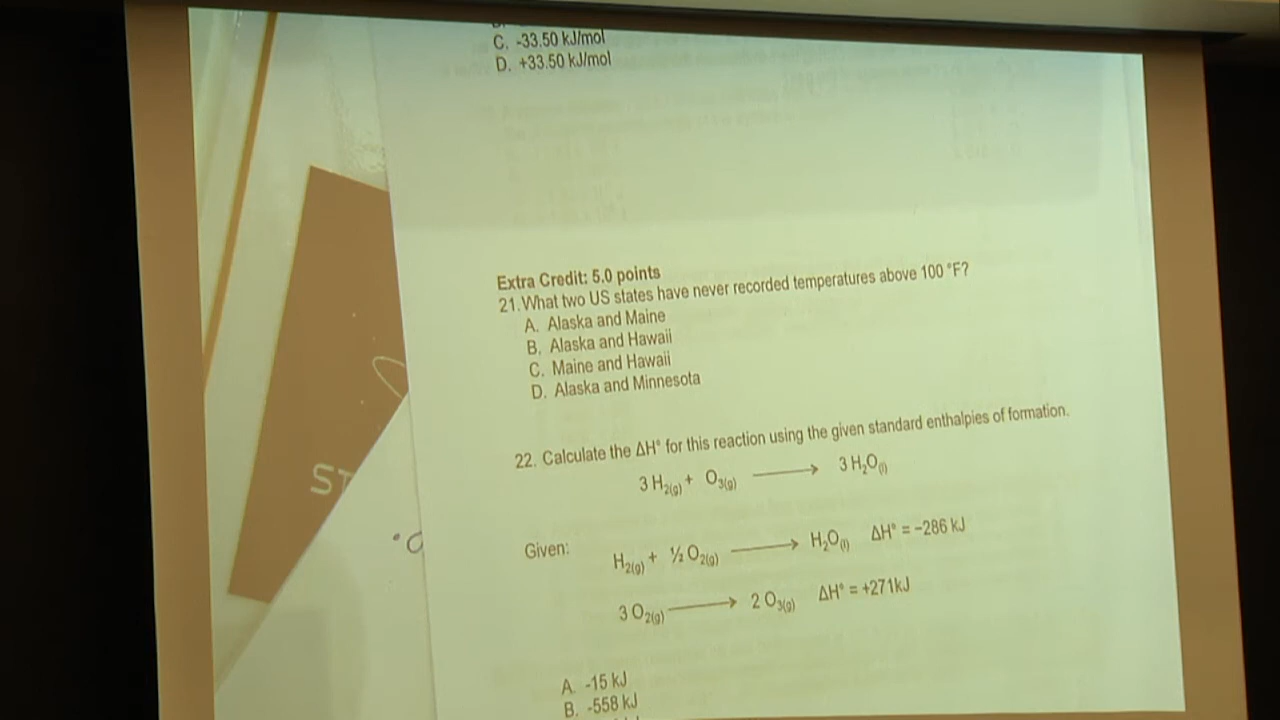 C. -33.50 kJ/mol
D. +33.50 kJ/mol
Extra Credit: 5.0 points
21. What two US states have never recorded temperatures above 100 °F?
A. Alaska and Maine
B. Alaska and Hawaii
C. Maine and Hawaii
D. Alaska and Minnesota
22. Calculate the ΔH° for this reaction using the given standard enthalpies of formation.
3 H₂(g) + O₃(g) ⟶ 3 H₂O(l)
Given: H₂(g) + ½ O₂(g) ⟶ H₂O(l) ΔH° = −286 kJ
3 O₂(g) ⟶ 2 O₃(g) ΔH° = +271kJ
ST
A. -15 kJ
B. -558 kJ